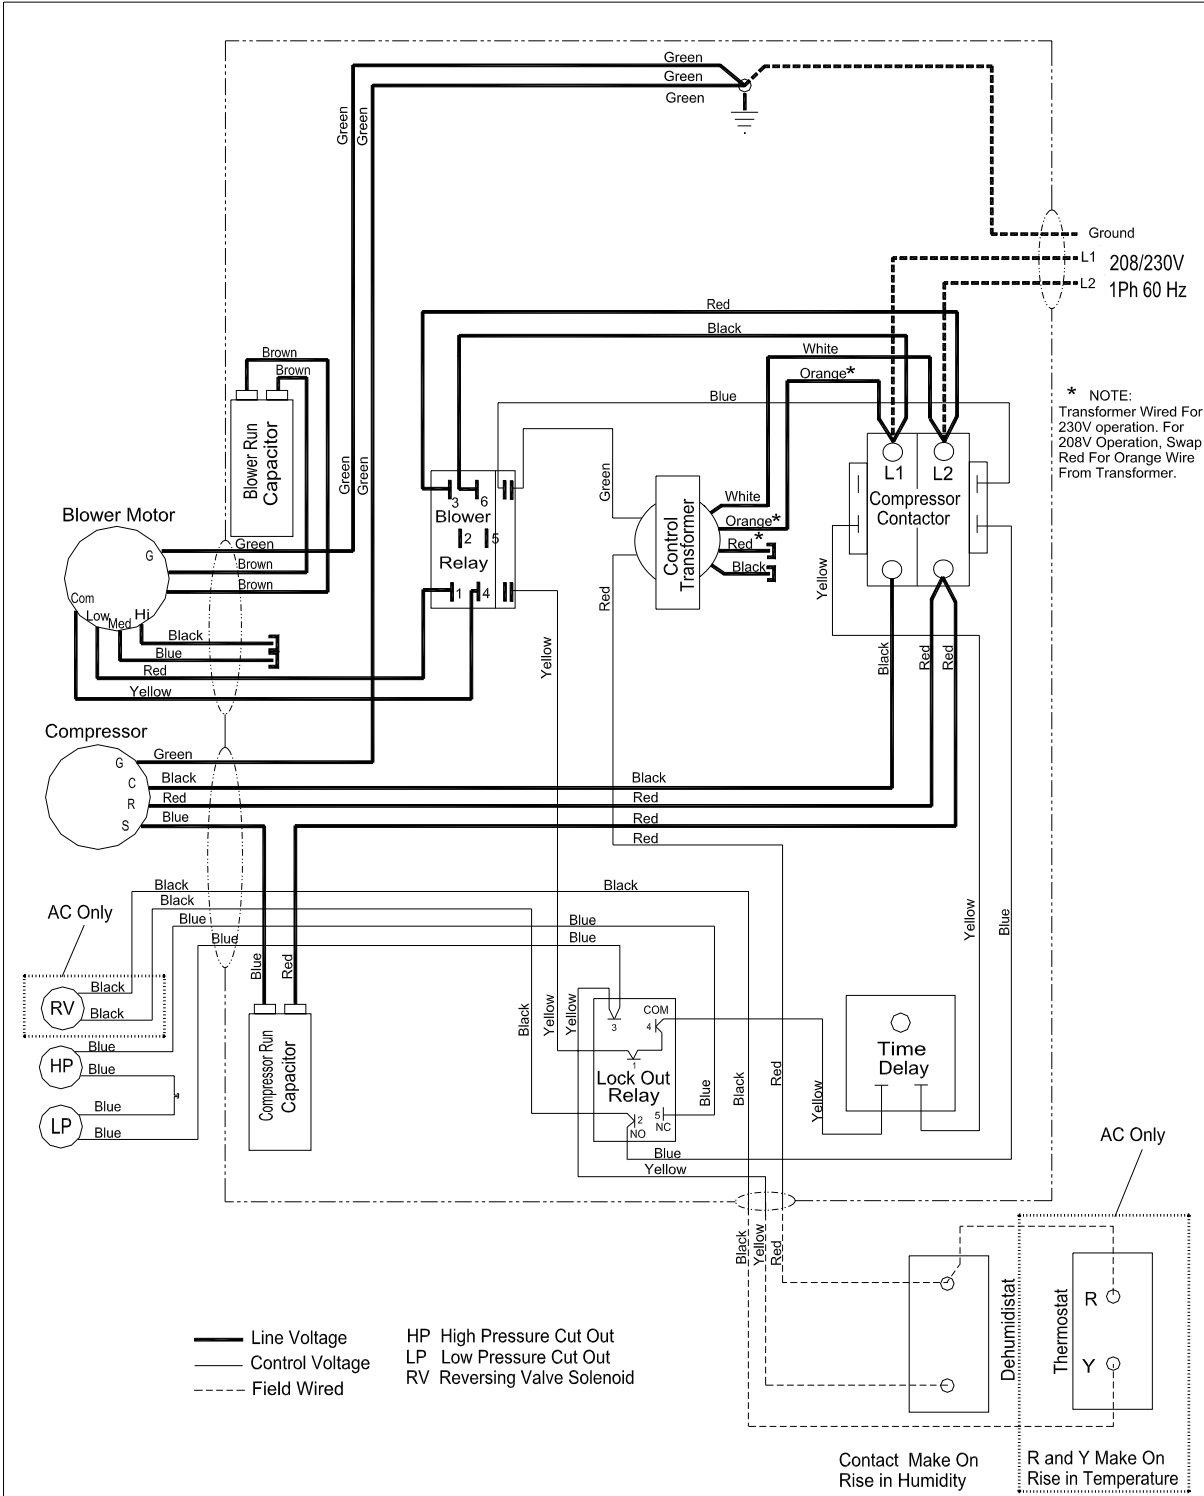 Green
Green
Green
Green
Green
Ground
L1
208/230V
L2
1Ph 60 Hz
Red
Black
White
Orange*
Blue
Brown
Brown
* NOTE:
Transformer Wired For
230V operation. For
208V Operation, Swap
Red For Orange Wire
From Transformer.
Blower Run
Capacitor
Green
Green
Green
L1
L2
Compressor
Contactor
3
6
Blower
2
5
Relay
1
4
Control
Transformer
White
Orange*
Red*
Black
Blower Motor
G
Green
Brown
Brown
Com
Low
Med
Hi
Black
Blue
Red
Yellow
Red
Yellow
Yellow
Black
Red
Red
Compressor
G
C
R
S
Green
Black
Red
Blue
Black
Red
Red
Red
Black
Black
Black
Blue
Blue
Blue
Blue
AC Only
Blue
Red
Yellow
Blue
RV
Black
Black
HP
Blue
Blue
LP
Blue
Blue
Compressor Run
Capacitor
Black
Yellow
Yellow
Yellow
3
COM
4
1
Lock Out
Relay
2
NO
5
NC
Blue
Black
Red
Yellow
Time
Delay
Blue
Yellow
AC Only
Black
Yellow
Red
Dehumidistat
Thermostat
R
Y
Line Voltage
Control Voltage
Field Wired
HP High Pressure Cut Out
LP Low Pressure Cut Out
RV Reversing Valve Solenoid
Contact Make On
Rise in Humidity
R and Y Make On
Rise in Temperature